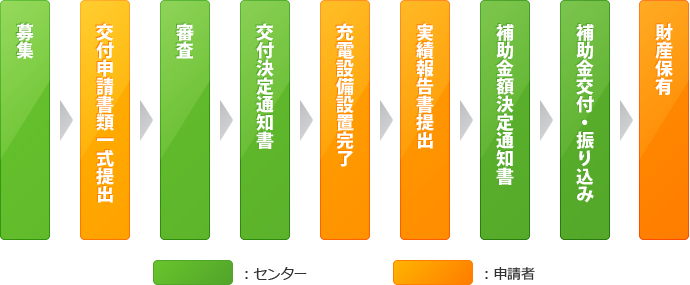 募集
交付申請書類一式提出
審査
交付決定通知書
充電設備設置完了
実績報告書提出
補助金額決定通知書
補助金交付・振り込み
財産保有
：センター
：申請者